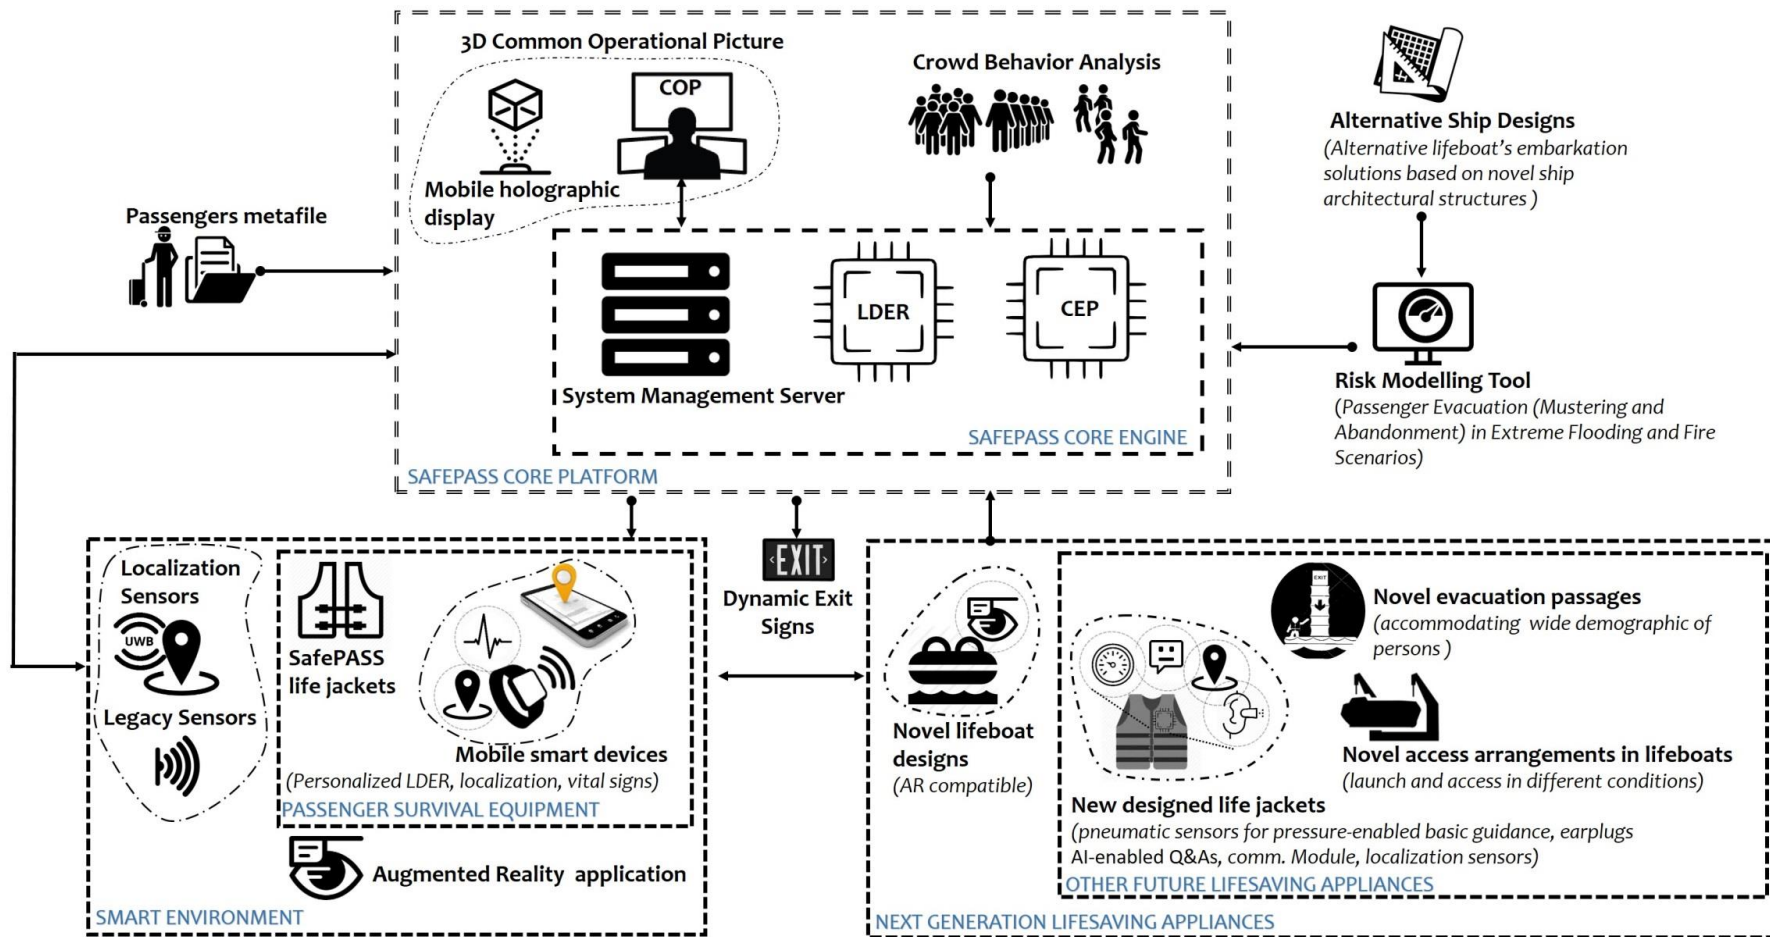 3D Common Operational Picture
COP
Mobile holographic
display
Crowd Behavior Analysis
Alternative Ship Designs
(Alternative lifeboat's embarkation
solutions based on novel ship
architectural structures )
Passengers metafile
LDER
CEP
System Management Server
SAFEPASS CORE ENGINE
SAFEPASS CORE PLATFORM
Risk Modelling Tool
(Passenger Evacuation (Mustering and
Abandonment) in Extreme Flooding and Fire
Scenarios)
Localization
Sensors
UWB
Legacy Sensors
SafePASS
life jackets
Mobile smart devices
(Personalized LDER, localization, vital signs)
PASSENGER SURVIVAL EQUIPMENT
Augmented Reality application
SMART ENVIRONMENT
‹EXIT›
Dynamic Exit
Signs
Novel lifeboat
designs
(AR compatible)
EXIT
Novel evacuation passages
(accommodating wide demographic of
persons )
Novel access arrangements in lifeboats
(launch and access in different conditions)
New designed life jackets
(pneumatic sensors for pressure-enabled basic guidance, earplugs
AI-enabled Q&As, comm. Module, localization sensors)
OTHER FUTURE LIFESAVING APPLIANCES
NEXT GENERATION LIFESAVING APPLIANCES